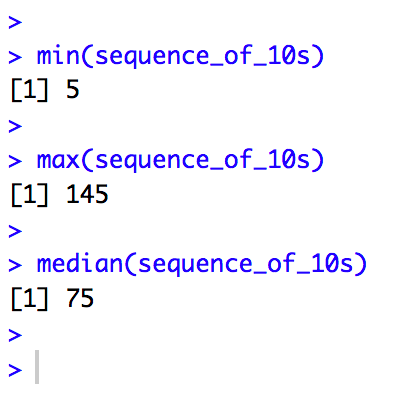 >
> min(sequence_of_10s)
[1] 5
>
> max(sequence_of_10s)
[1] 145
>
> median(sequence_of_10s)
[1] 75
>
>